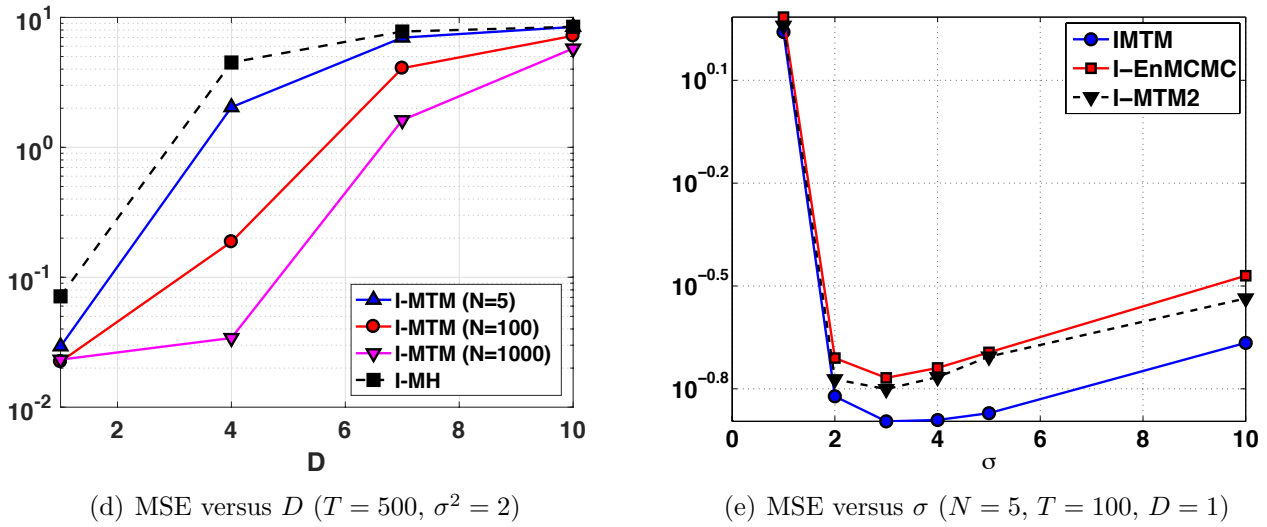 10^1
10^0
10^-1
10^-2
2 4 6 8 10
D
I-MTM (N=5)
I-MTM (N=100)
I-MTM (N=1000)
I-MH
(d) MSE versus D (T = 500, σ^2 = 2)
10^0.1
10^-0.2
10^-0.5
10^-0.8
0 2 4 6 8 10
σ
IMTM
I-EnMCMC
I-MTM2
(e) MSE versus σ (N = 5, T = 100, D = 1)